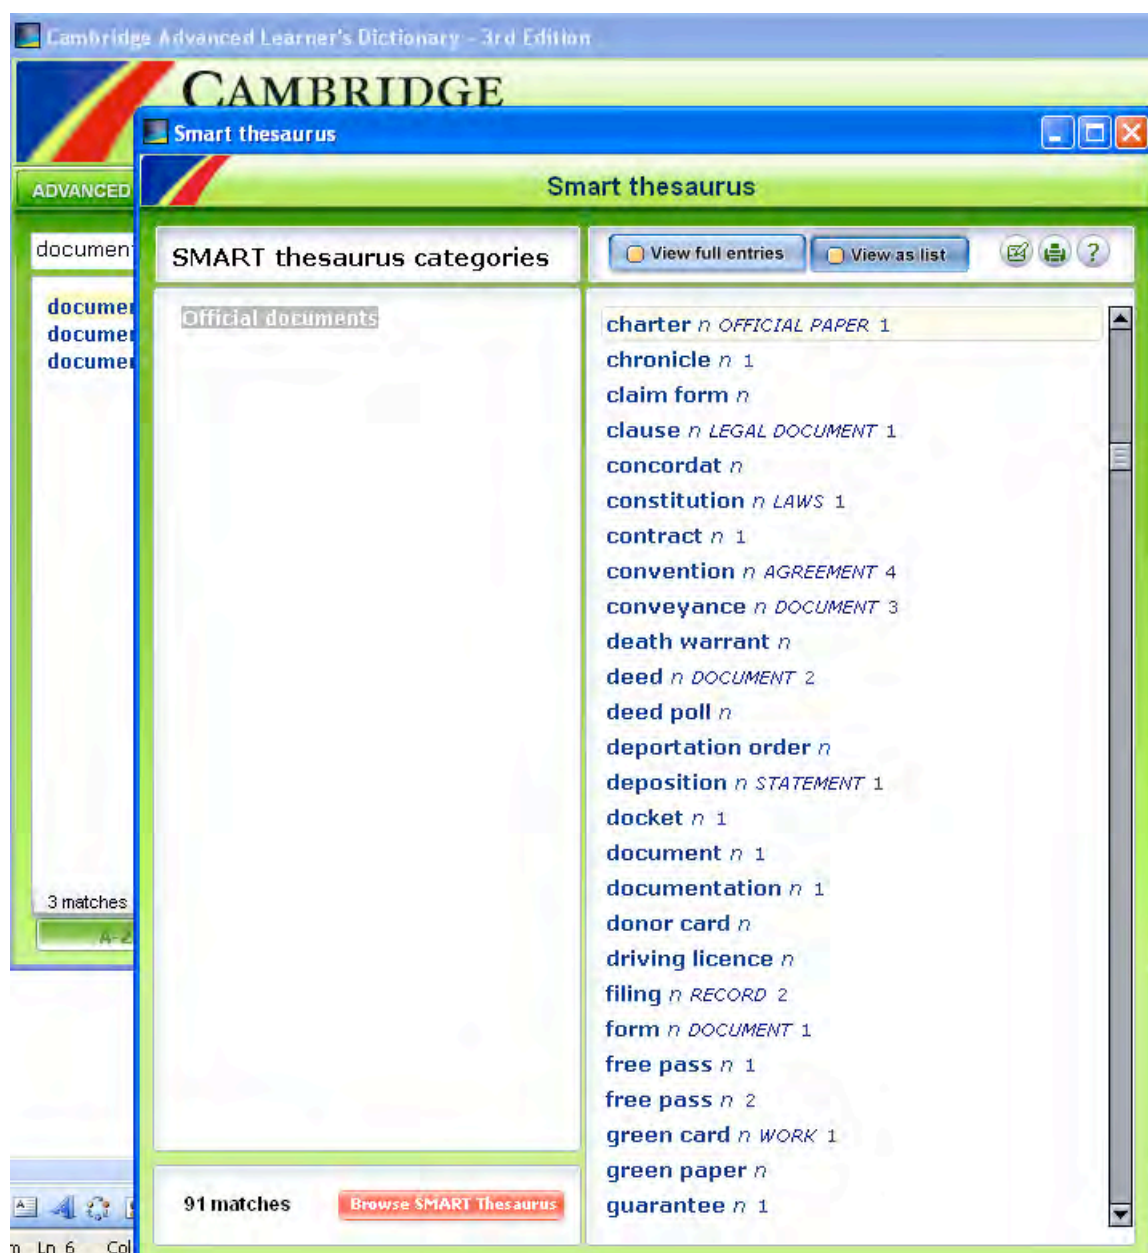 Cambridge Advanced Learner's Dictionary - 3rd Edition
CAMBRIDGE
Smart thesaurus
Smart thesaurus
ADVANCED
documen
SMART thesaurus categories
View full entries
View as list
?
documen
documen
documen
Official documents
charter n OFFICIAL PAPER 1
chronicle n 1
claim form n
clause n LEGAL DOCUMENT 1
concordat n
constitution n LAWS 1
contract n 1
convention n AGREEMENT 4
conveyance n DOCUMENT 3
death warrant n
deed n DOCUMENT 2
deed poll n
deportation order n
deposition n STATEMENT 1
docket n 1
document n 1
documentation n 1
donor card n
driving licence n
filing n RECORD 2
form n DOCUMENT 1
free pass n 1
free pass n 2
green card n WORK 1
green paper n
guarantee n 1
3 matches
A-Z
91 matches
Browse SMART Thesaurus
Ln 6 Col